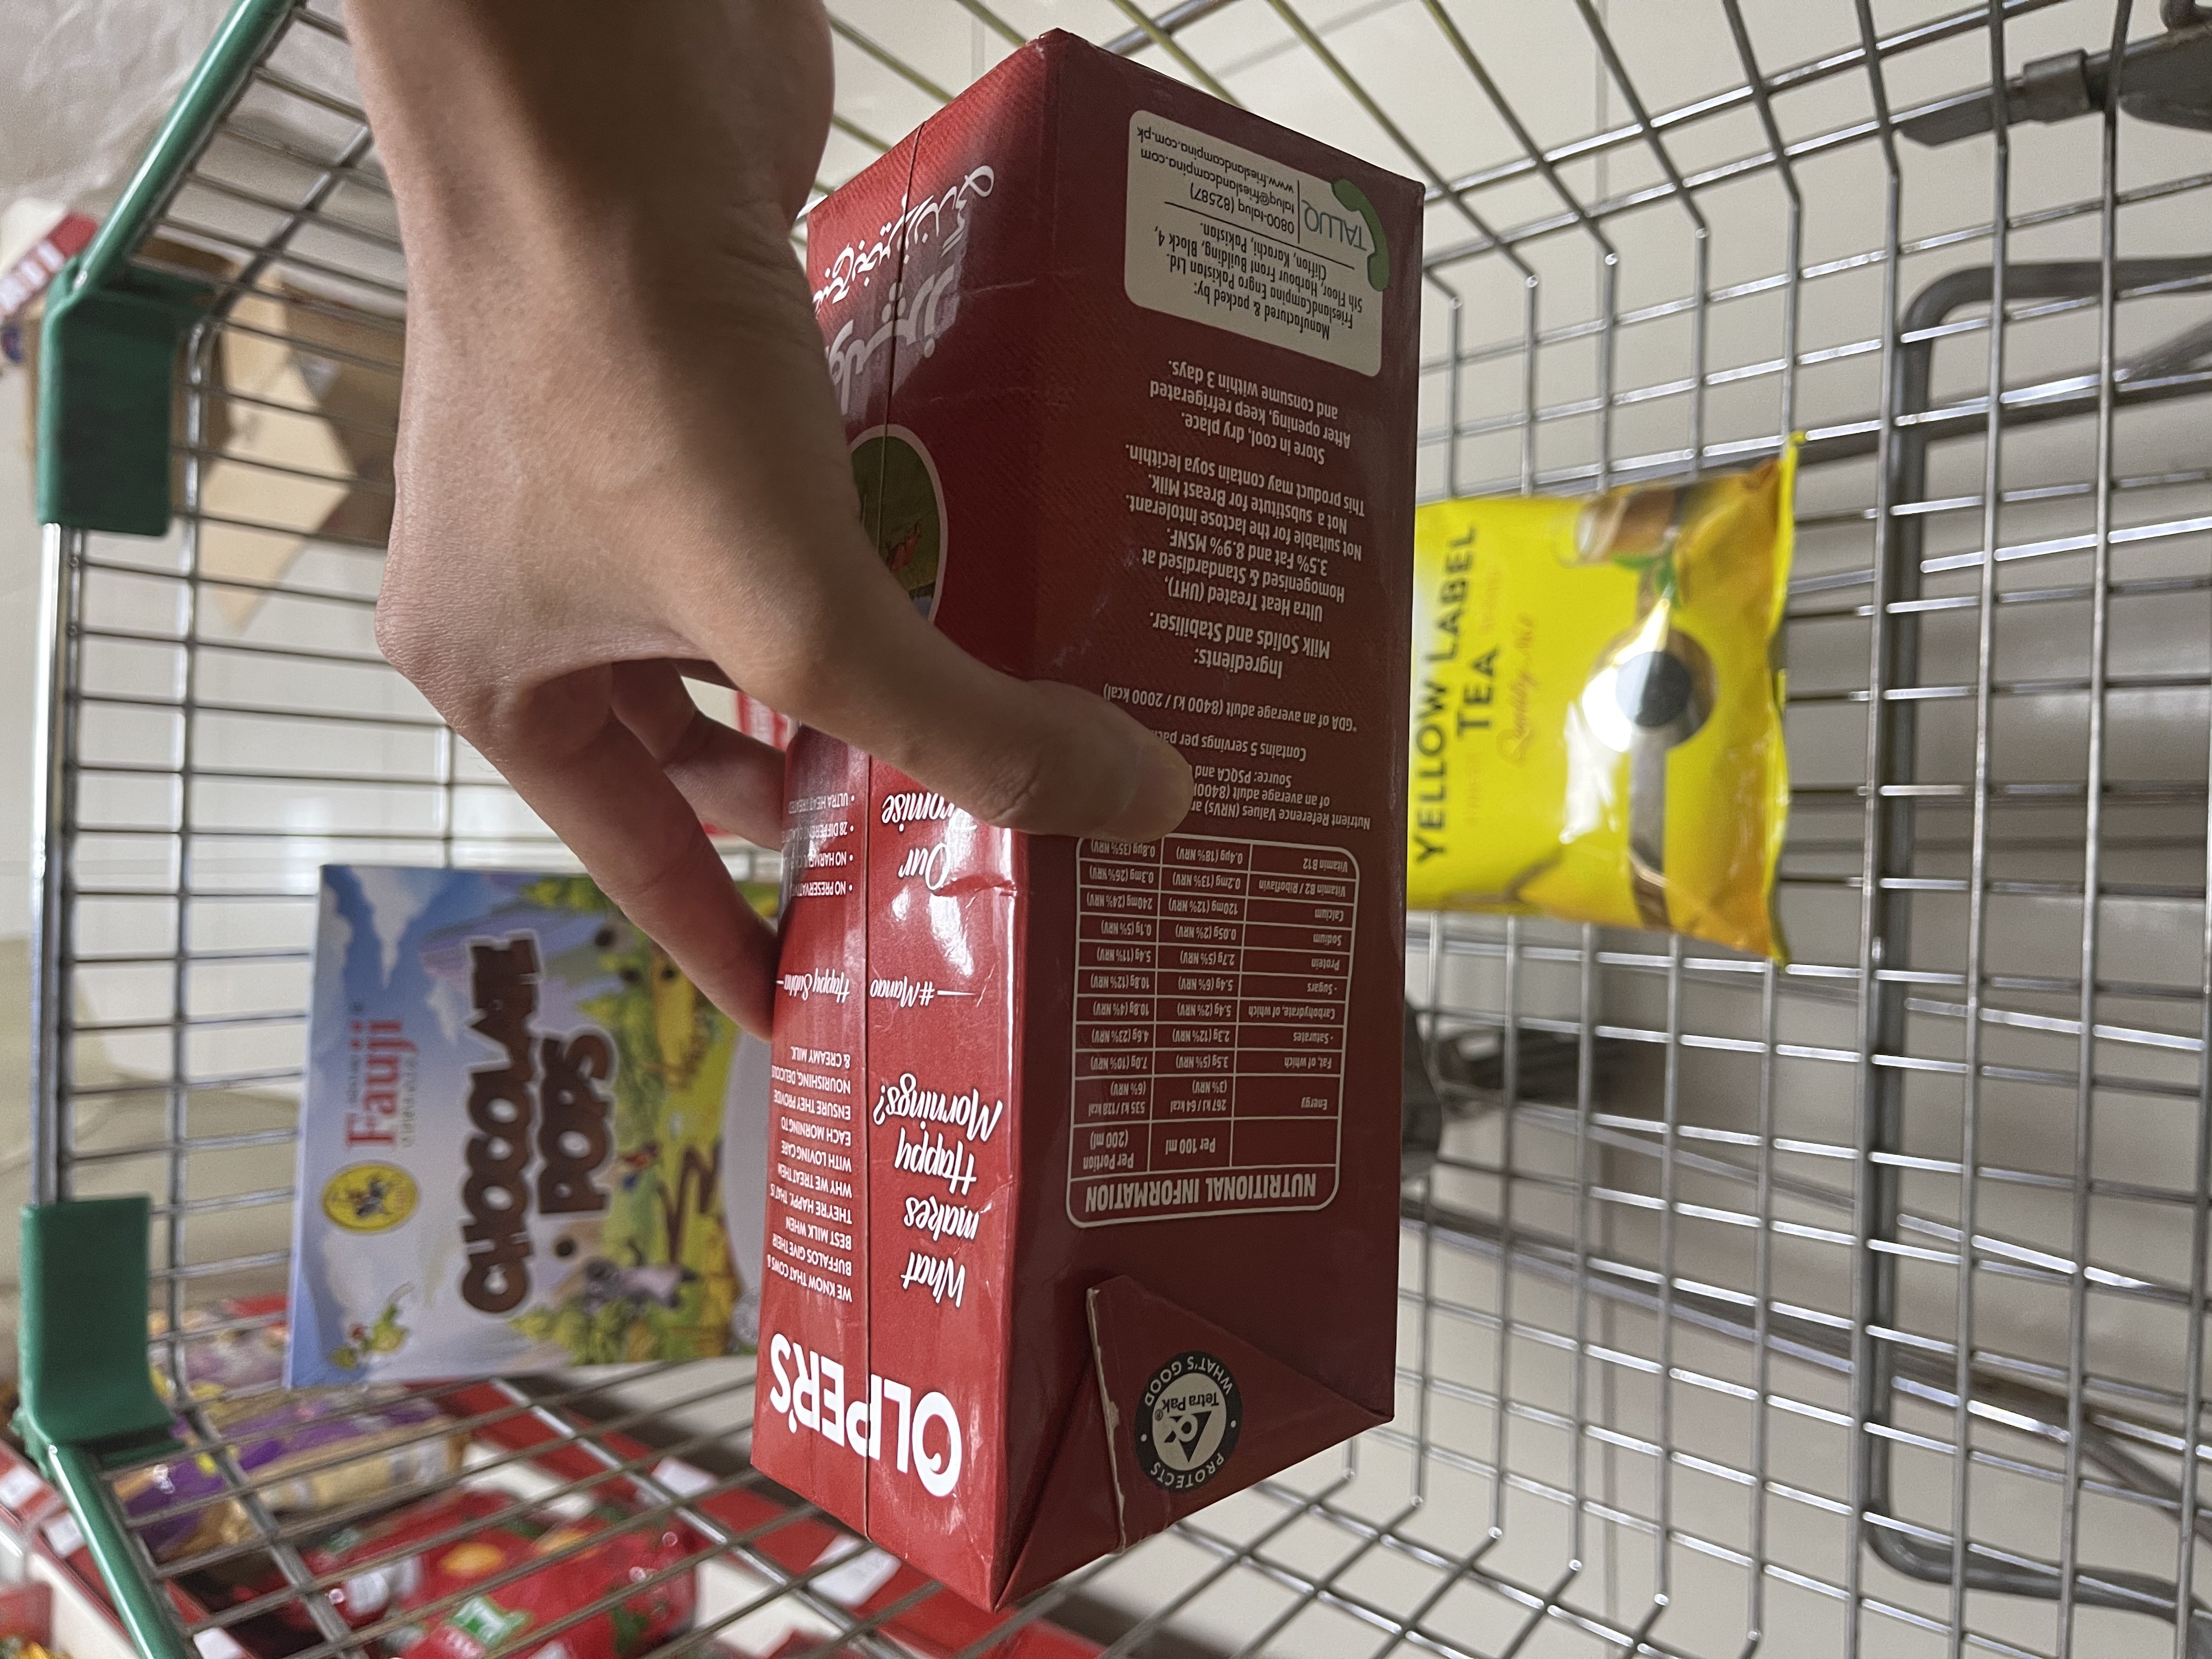 Fauji
CEREALS
CHOCOLATE
POPS
OLPER'S
What
makes
Happy
Mornings?
WE KNOW THAT COWS &
BUFFALOS GIVE THEIR
BEST MILK WHEN
THEY'RE HAPPY. THAT'S
WHY WE TREAT THEM
WITH LOVING CARE
EACH MORNING TO
ENSURE THEY PROVIDE
NOURISHING, DELICIOUS
& CREAMY MILK.
#Manao
Happy Subha
Our
• NO
• NO
• ULTRA
PROTECTS
WHAT'S GOOD
Tetra Pak®
NUTRITIONAL INFORMATION
Per 100 ml Per Portion (200 ml)
Energy 267 kJ / 64 kcal (3% NRV) 535 kJ / 128 kcal (6% NRV)
Fat, of which 3.5g (5% NRV) 7.0g (10% NRV)
- Saturates 2.3g (12% NRV) 4.6g (23% NRV)
Carbohydrate, of which 5.4g (2% NRV) 10.8g (4% NRV)
- Sugars 5.4g (6% NRV) 10.8g (12% NRV)
Protein 2.7g (5% NRV) 5.4g (11% NRV)
Sodium 0.05g (2% NRV) 0.1g (5% NRV)
Calcium 120mg (12% NRV) 240mg (24% NRV)
Vitamin B2 / Riboflavin 0.2mg (13% NRV) 0.3mg (26% NRV)
Vitamin B12 0.4µg (18% NRV) 0.8µg (35% NRV)
Nutrient Reference Values (NRVs)
of an average adult (8400
Source: PSQCA and
Contains 5 servings per
*GDA of an average adult (8400 kJ / 2000 kcal)
Ingredients:
Milk Solids and Stabiliser.
Ultra Heat Treated (UHT),
Homogenised & Standardised at
3.5% Fat and 8.9% MSNF.
Not suitable for the lactose intolerant.
Not a substitute for Breast Milk.
This product may contain soya lecithin.
Store in cool, dry place.
After opening, keep refrigerated
and consume within 3 days.
Manufactured & packed by:
FrieslandCampina Engro Pakistan Ltd.
5th Floor, Harbour Front Building, Block 4,
Clifton, Karachi, Pakistan.
TALUQ
0800-taluq (82587)
taluq@frieslandcampina.com
www.frieslandcampina.com.pk
YELLOW LABEL
TEA
Quality No.1